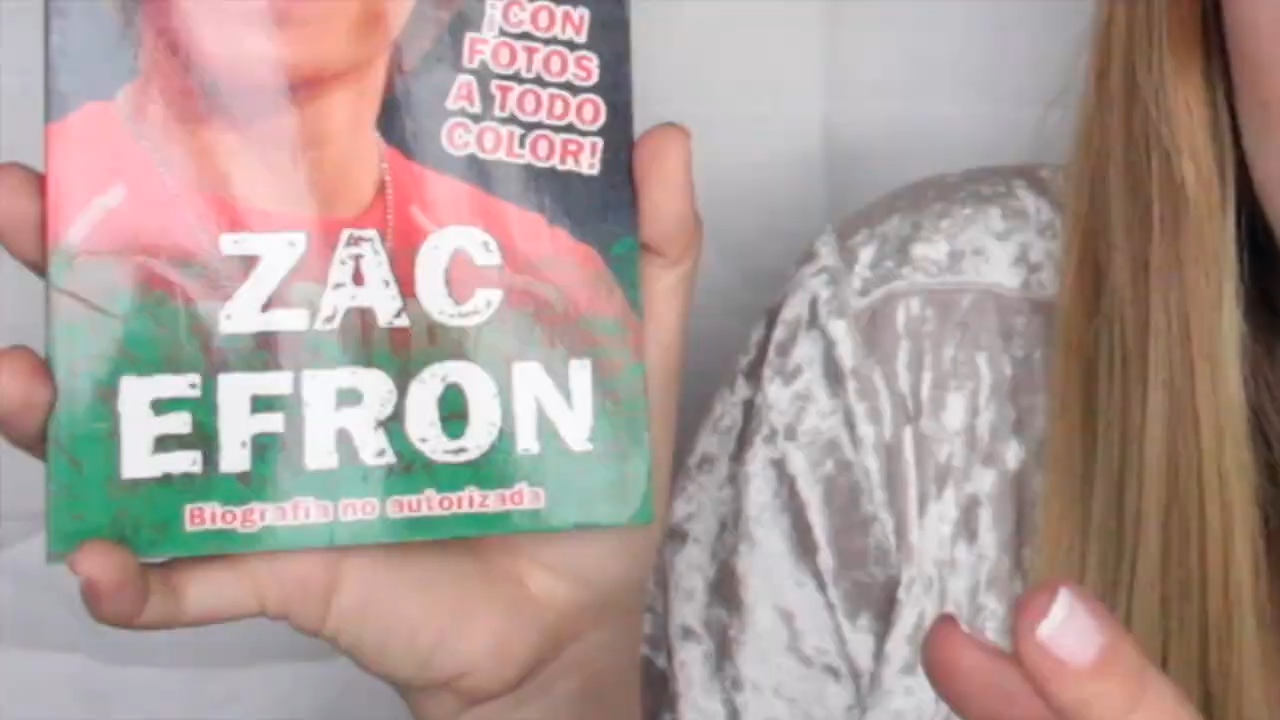 ¡CON
FOTOS
A TODO
COLOR!
ZAC
EFRON
Biografía no autorizada